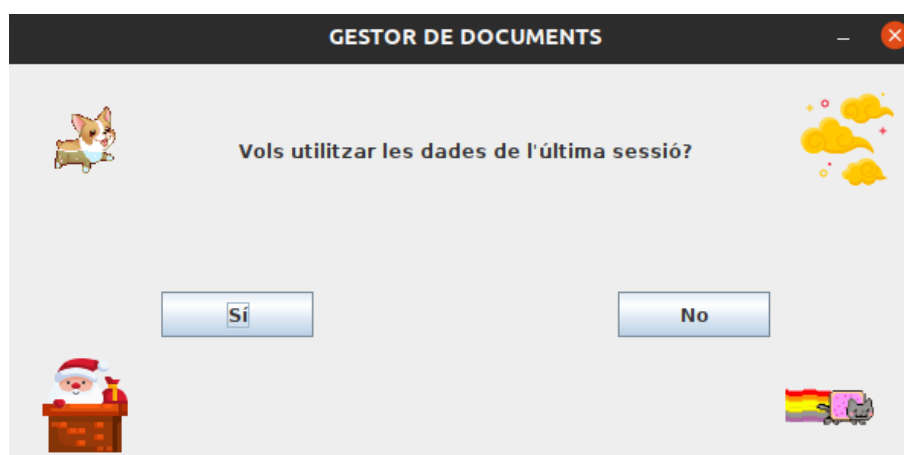 GESTOR DE DOCUMENTS
Vols utilitzar les dades de l'última sessió?
Sí
No